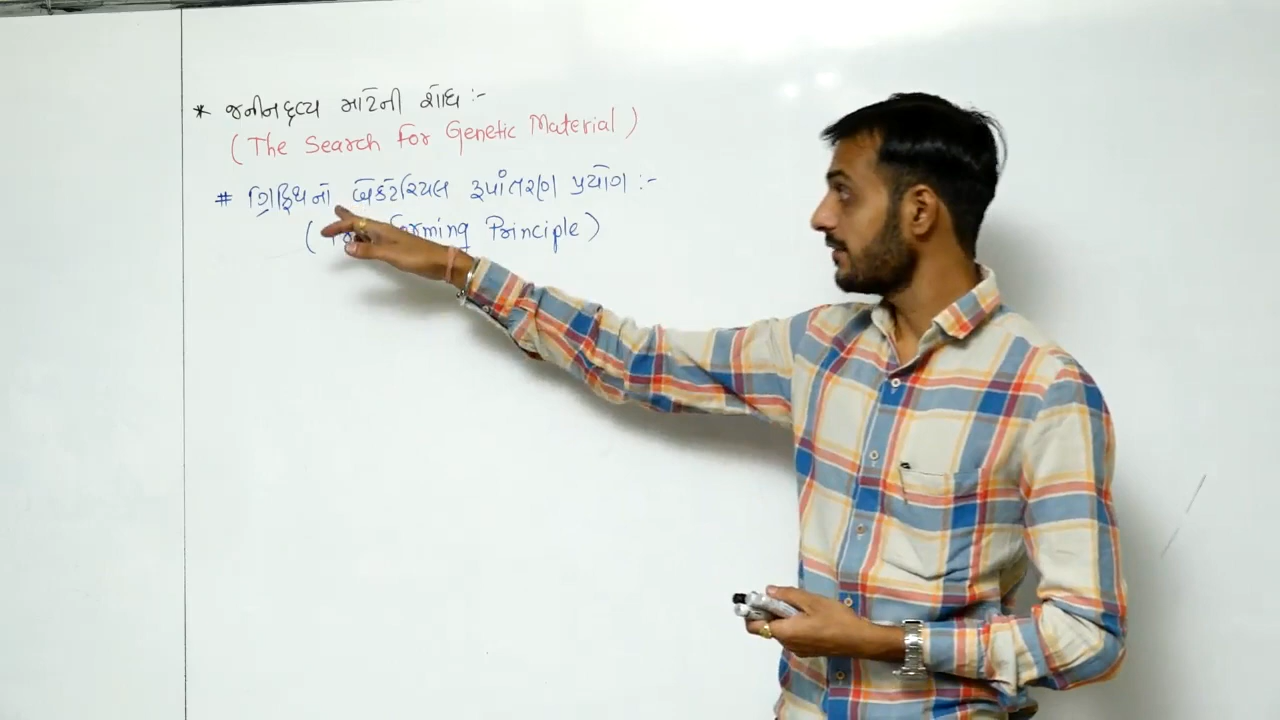 * જનીનદ્રવ્ય માટેની શોધ :-
(The Search For Genetic Material)
# ગ્રિફિથનો બેક્ટેરિયલ રૂપાંતરણ પ્રયોગ :-
( Principle)